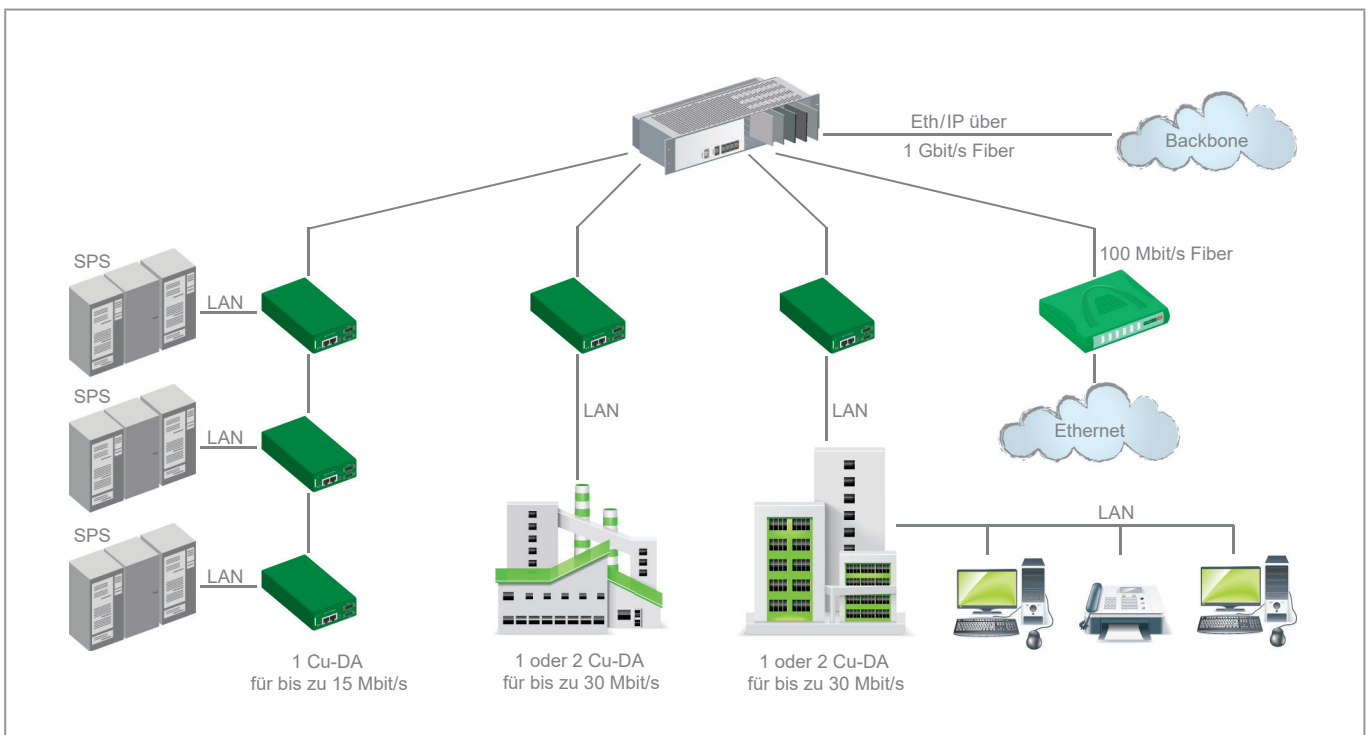 Eth/IP über
1 Gbit/s Fiber
Backbone
100 Mbit/s Fiber
SPS
LAN
SPS
LAN
SPS
LAN
LAN
LAN
Ethernet
LAN
1 Cu-DA
für bis zu 15 Mbit/s
1 oder 2 Cu-DA
für bis zu 30 Mbit/s
1 oder 2 Cu-DA
für bis zu 30 Mbit/s